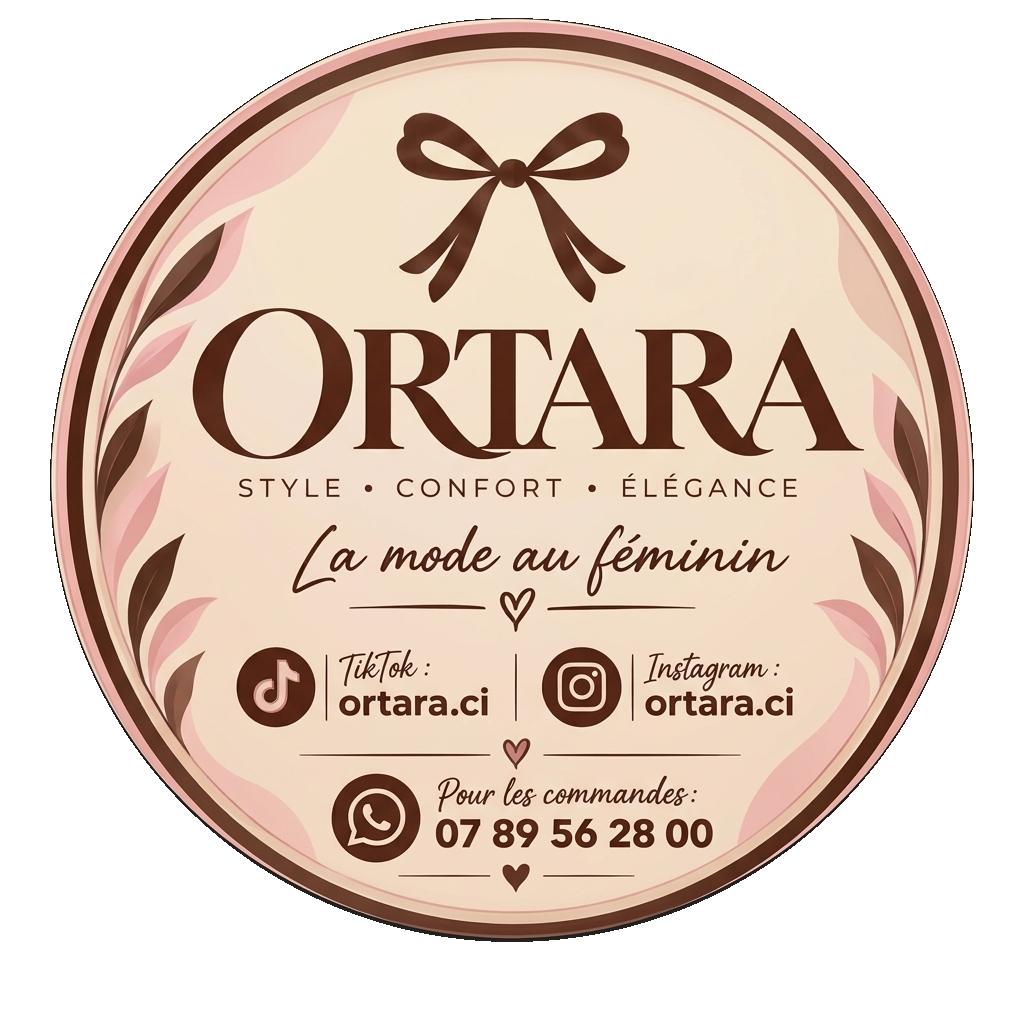 ORTARA
STYLE • CONFORT • ÉLÉGANCE
La mode au féminin
TikTok :
ortara.ci
Instagram :
ortara.ci
Pour les commandes :
07 89 56 28 00